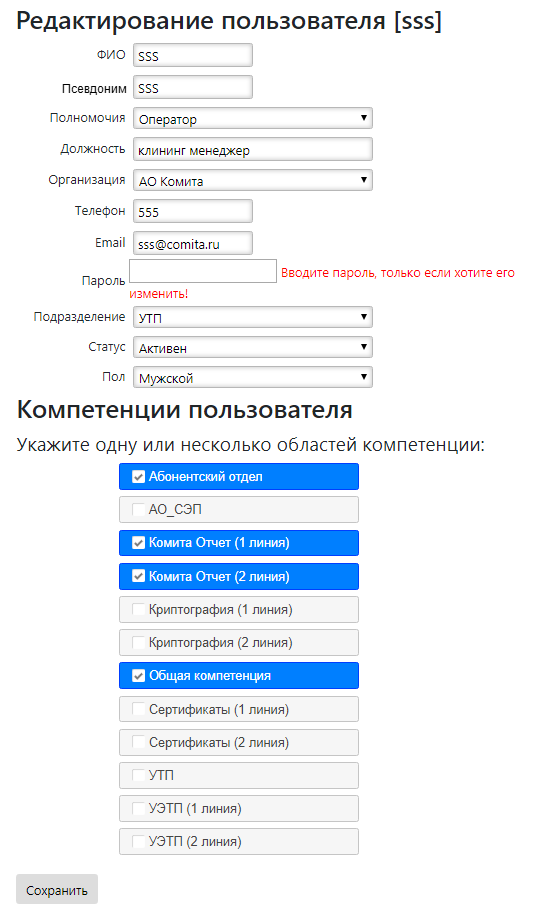 Редактирование пользователя [sss]
ФИО SSS
Псевдоним SSS
Полномочия Оператор
Должность клининг менеджер
Организация АО Комита
Телефон 555
Email sss@comita.ru
Пароль Вводите пароль, только если хотите его
изменить!
Подразделение УТП
Статус Активен
Пол Мужской
Компетенции пользователя
Укажите одну или несколько областей компетенции:
Абонентский отдел
АО_СЭП
Комита Отчет (1 линия)
Комита Отчет (2 линия)
Криптография (1 линия)
Криптография (2 линия)
Общая компетенция
Сертификаты (1 линия)
Сертификаты (2 линия)
УТП
УЭТП (1 линия)
УЭТП (2 линия)
Сохранить